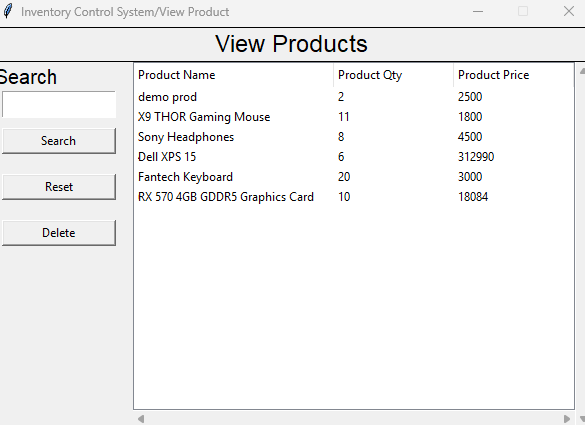 Inventory Control System/View Product
View Products
Search
Search
Reset
Delete
Product Name Product Qty Product Price
demo prod 2 2500
X9 THOR Gaming Mouse 11 1800
Sony Headphones 8 4500
Dell XPS 15 6 312990
Fantech Keyboard 20 3000
RX 570 4GB GDDR5 Graphics Card 10 18084